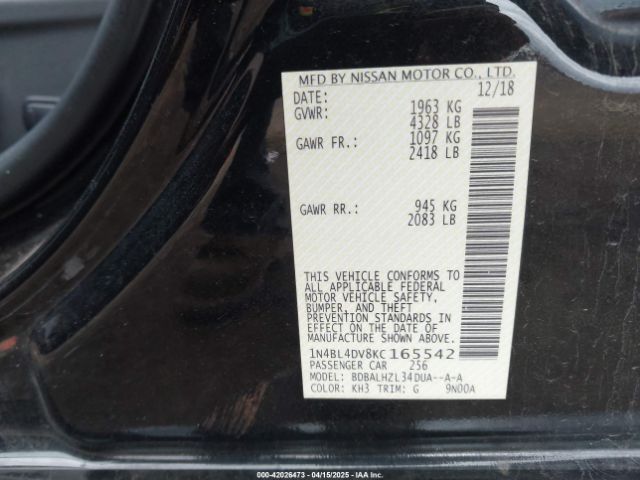 MFD BY NISSAN MOTOR CO., LTD.
DATE: 12/18
GVWR: 1963 KG
4328 LB
GAWR FR.: 1097 KG
2418 LB
GAWR RR.: 945 KG
2083 LB
THIS VEHICLE CONFORMS TO
ALL APPLICABLE FEDERAL
MOTOR VEHICLE SAFETY,
BUMPER, AND THEFT
PREVENTION STANDARDS IN
EFFECT ON THE DATE OF
MANUFACTURE SHOWN ABOVE.
1N4BL4DV8KC165542
PASSENGER CAR 256
MODEL: BDBALHZL34DUA--A-A
COLOR: KH3 TRIM: G 9N00A
000-42026473 - 04/15/2025 - IAAI.COM